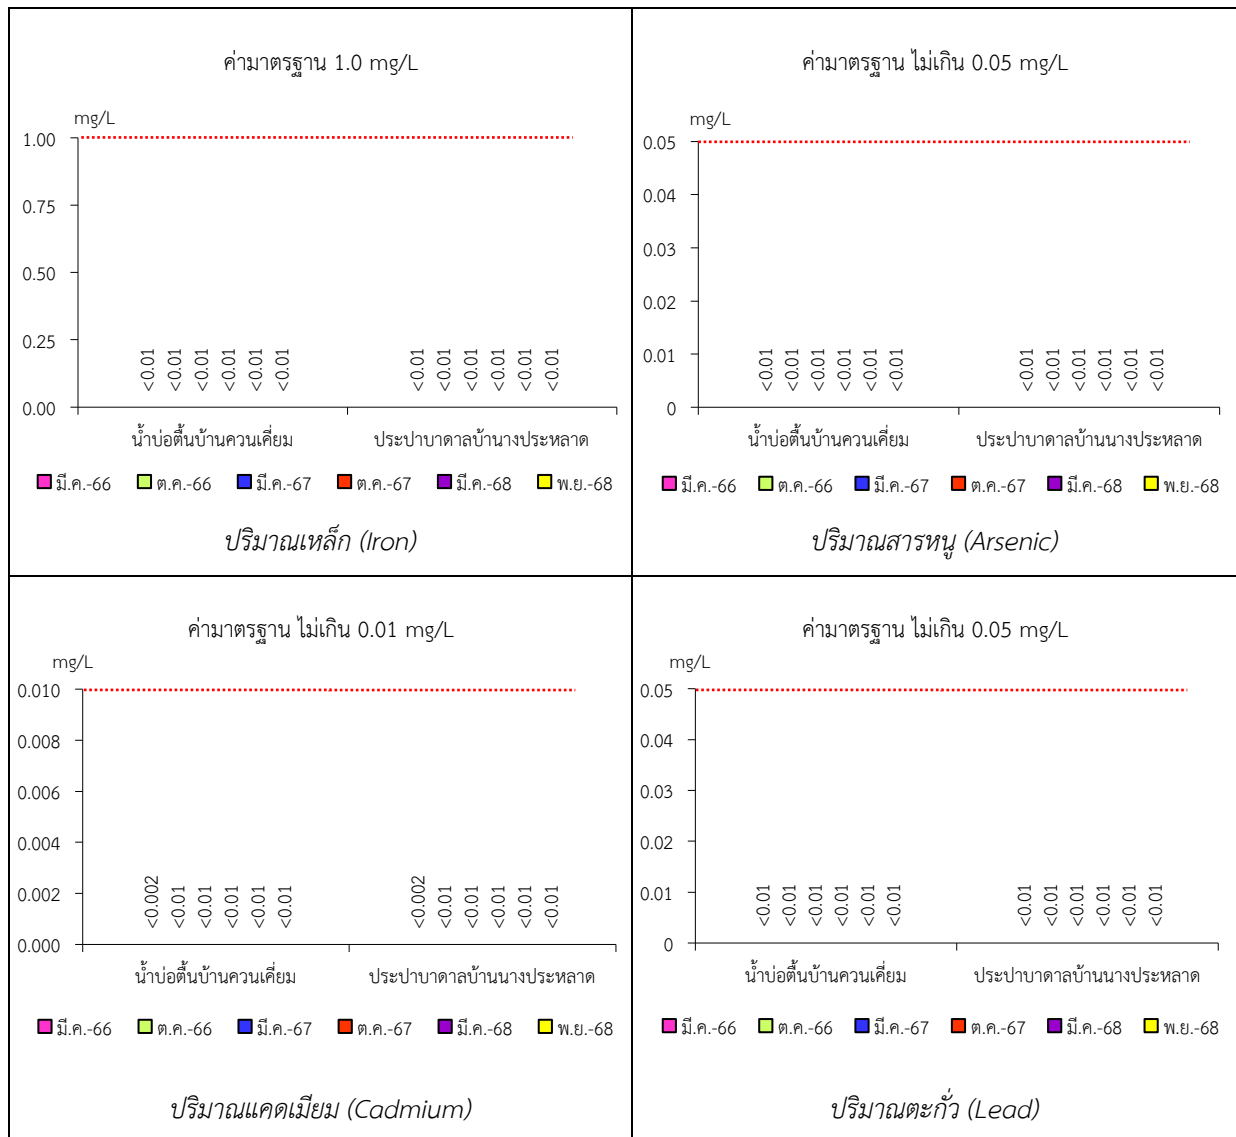 ค่ามาตรฐาน 1.0 mg/L
mg/L
1.00
0.75
0.50
0.25
0.00
<0.01 <0.01 <0.01 <0.01 <0.01 <0.01 <0.01 <0.01 <0.01 <0.01 <0.01 <0.01
น้ำบ่อตื้นบ้านควนเคี่ยม ประปาบาดาลบ้านนางประหลาด
มี.ค.-66 ต.ค.-66 มี.ค.-67 ต.ค.-67 มี.ค.-68 พ.ย.-68
ปริมาณเหล็ก (Iron)
ค่ามาตรฐาน ไม่เกิน 0.05 mg/L
mg/L
0.05
0.04
0.03
0.02
0.01
0
<0.01 <0.01 <0.01 <0.01 <0.01 <0.01 <0.01 <0.01 <0.01 <0.01 <0.01 <0.01
น้ำบ่อตื้นบ้านควนเคี่ยม ประปาบาดาลบ้านนางประหลาด
มี.ค.-66 ต.ค.-66 มี.ค.-67 ต.ค.-67 มี.ค.-68 พ.ย.-68
ปริมาณสารหนู (Arsenic)
ค่ามาตรฐาน ไม่เกิน 0.01 mg/L
mg/L
0.010
0.008
0.006
0.004
0.002
0.000
<0.002 <0.01 <0.01 <0.01 <0.01 <0.01 <0.002 <0.01 <0.01 <0.01 <0.01 <0.01
น้ำบ่อตื้นบ้านควนเคี่ยม ประปาบาดาลบ้านนางประหลาด
มี.ค.-66 ต.ค.-66 มี.ค.-67 ต.ค.-67 มี.ค.-68 พ.ย.-68
ปริมาณแคดเมียม (Cadmium)
ค่ามาตรฐาน ไม่เกิน 0.05 mg/L
mg/L
0.05
0.04
0.03
0.02
0.01
0
<0.01 <0.01 <0.01 <0.01 <0.01 <0.01 <0.01 <0.01 <0.01 <0.01 <0.01 <0.01
น้ำบ่อตื้นบ้านควนเคี่ยม ประปาบาดาลบ้านนางประหลาด
มี.ค.-66 ต.ค.-66 มี.ค.-67 ต.ค.-67 มี.ค.-68 พ.ย.-68
ปริมาณตะกั่ว (Lead)